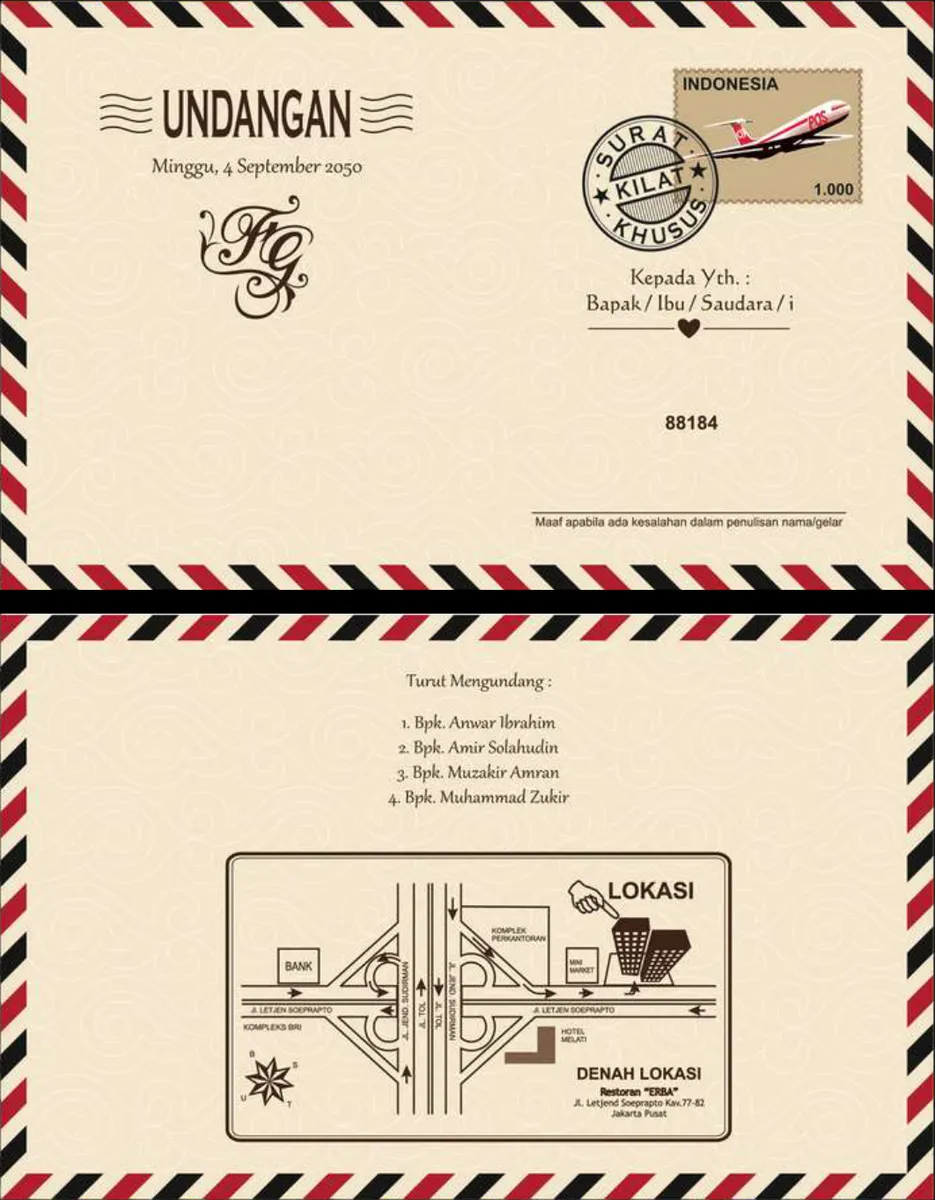 UNDANGAN
Minggu, 4 September 2050
FG
INDONESIA
POS
1.000
SURAT
KILAT
KHUSUS
Kepada Yth. :
Bapak / Ibu / Saudara / i
88184
Maaf apabila ada kesalahan dalam penulisan nama/gelar
Turut Mengundang :
1. Bpk. Anwar Ibrahim
2. Bpk. Amir Solahudin
3. Bpk. Muzakir Amran
4. Bpk. Muhammad Zukir
LOKASI
KOMPLEK
PERKANTORAN
BANK
MINI
MARKET
JL. JEND. SUDIRMAN
JL. TOL
JL. TOL
JL. JEND SUDIRMAN
JL LETJEN SOEPRAPTO
JL LETJEN SOEPRAPTO
KOMPLEKS BRI
HOTEL
MELATI
B
S
U
T
DENAH LOKASI
Restoran "ERBA"
Jl. Letjend Soeprapto Kav.77-82
Jakarta Pusat